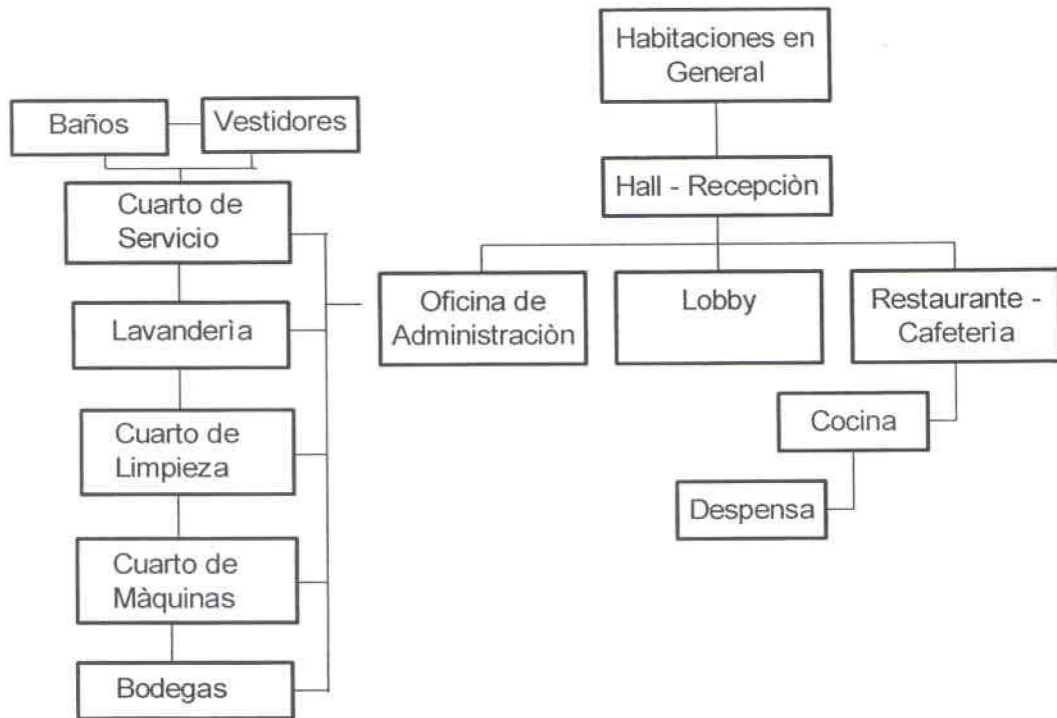 Habitaciones en
General
Baños
Vestidores
Hall - Recepciòn
Cuarto de
Servicio
Oficina de
Administraciòn
Lobby
Restaurante -
Cafeterìa
Lavanderìa
Cocina
Cuarto de
Limpieza
Despensa
Cuarto de
Màquinas
Bodegas